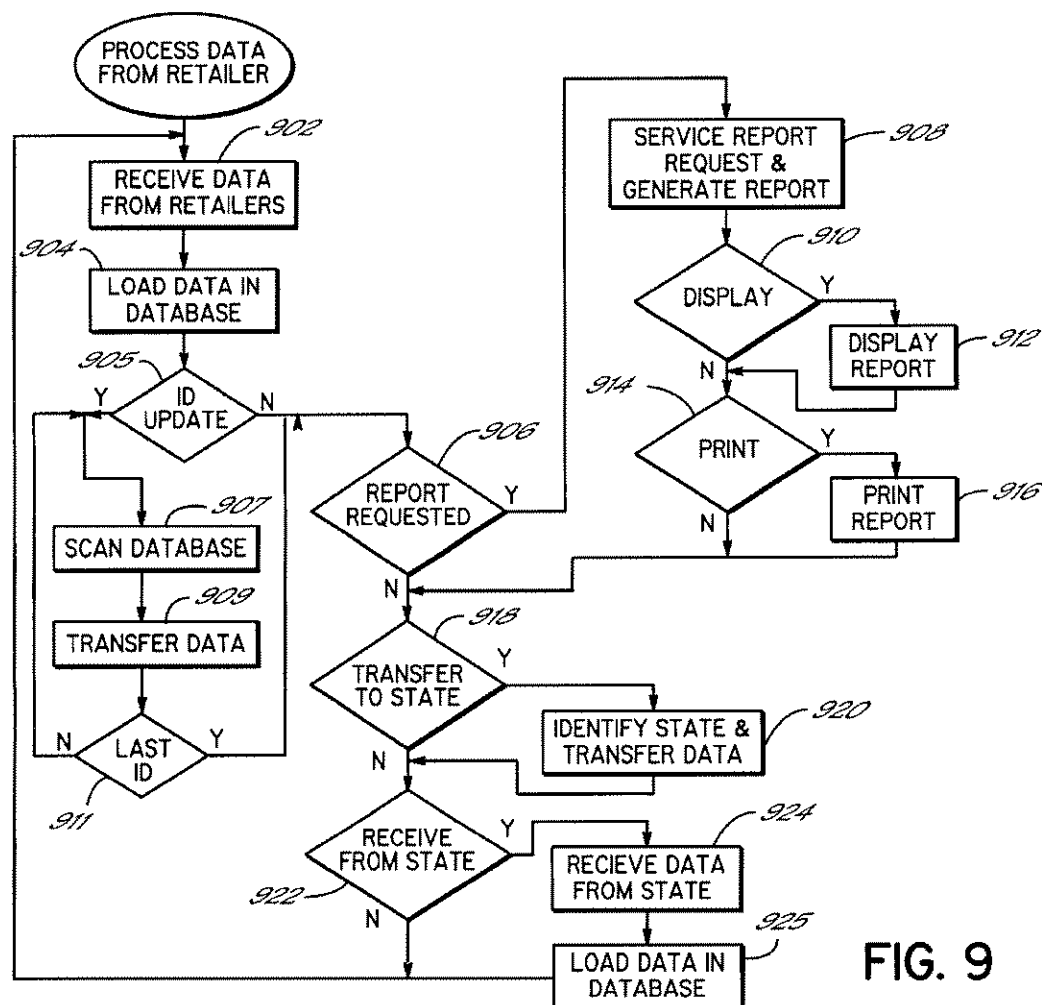 PROCESS DATA
FROM RETAILER
902
RECEIVE DATA
FROM RETAILERS
904
LOAD DATA IN
DATABASE
905
ID
UPDATE
Y
N
907
SCAN DATABASE
909
TRANSFER DATA
LAST
ID
N
Y
911
906
REPORT
REQUESTED
Y
N
908
SERVICE REPORT
REQUEST &
GENERATE REPORT
910
DISPLAY
Y
N
DISPLAY
REPORT
912
914
PRINT
Y
N
PRINT
REPORT
916
918
TRANSFER
TO STATE
Y
N
IDENTIFY STATE &
TRANSFER DATA
920
RECEIVE
FROM STATE
Y
N
922
924
RECIEVE DATA
FROM STATE
925
LOAD DATA IN
DATABASE
FIG. 9